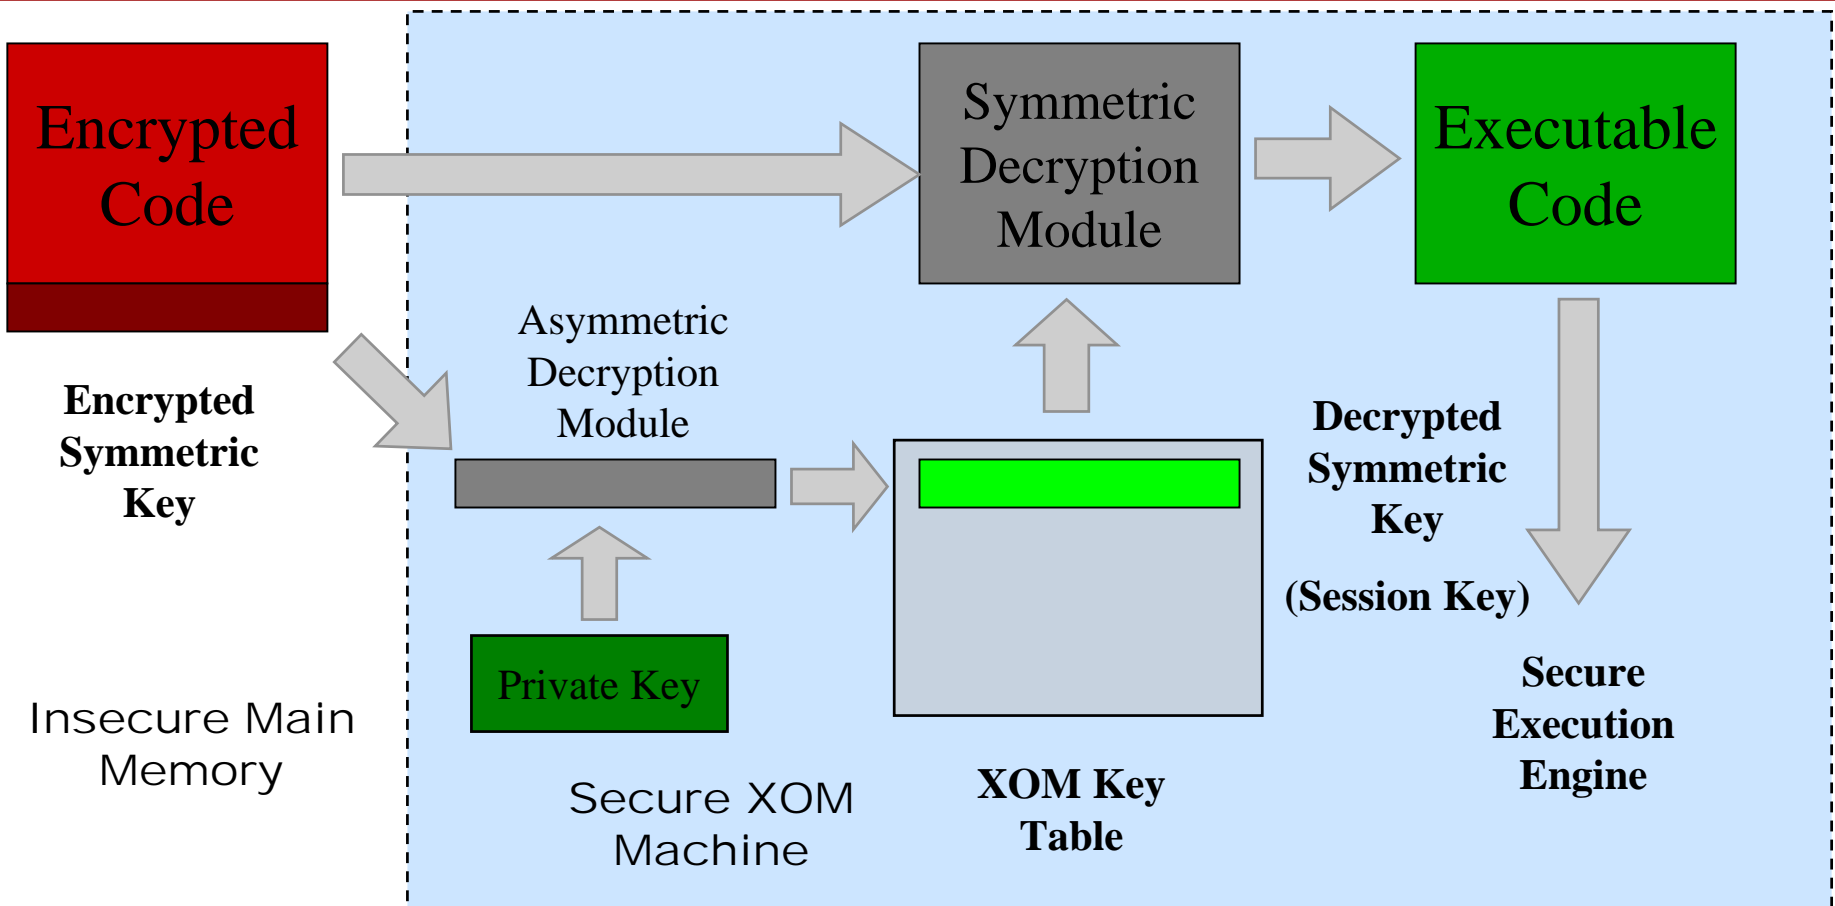 Encrypted
Code
Symmetric
Decryption
Module
Executable
Code
Asymmetric
Decryption
Module
Encrypted
Symmetric
Key
Decrypted
Symmetric
Key
(Session Key)
Private Key
Secure
Execution
Engine
Insecure Main
Memory
Secure XOM
Machine
XOM Key
Table